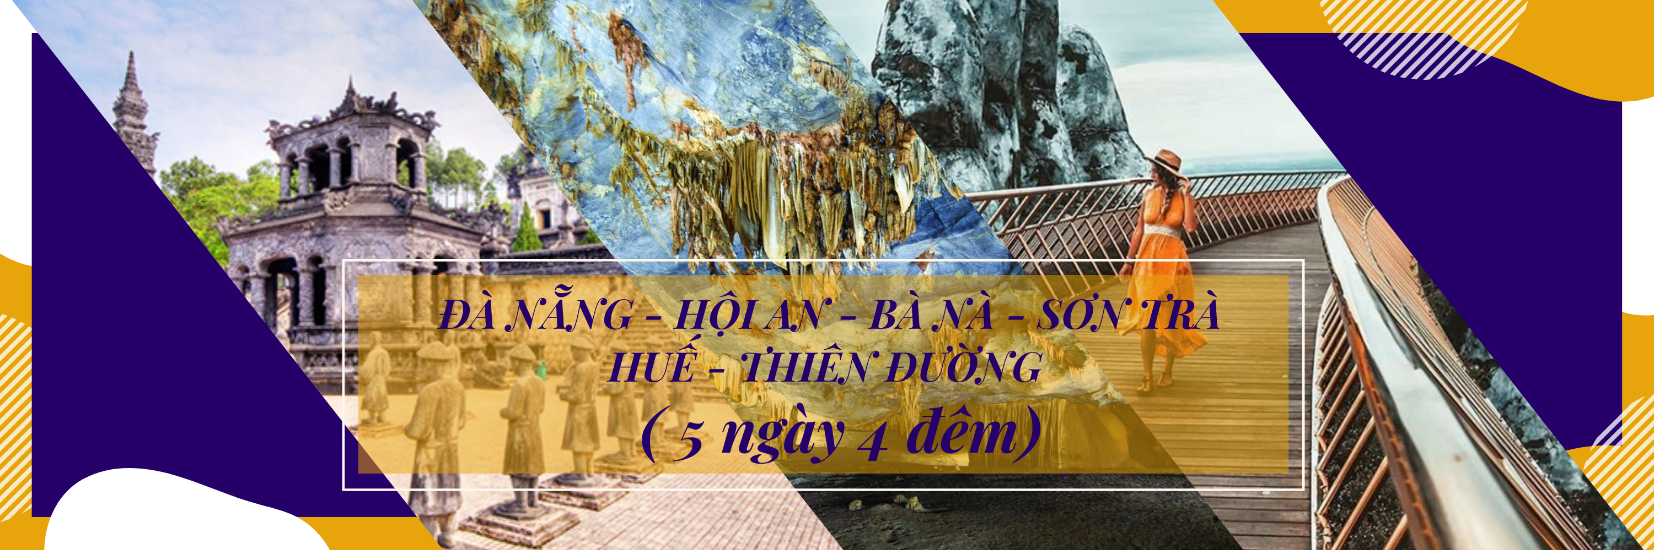 ĐÀ NẴNG - HỘI AN - BÀ NÀ - SƠN TRÀ
HUẾ - THIÊN ĐƯỜNG
( 5 ngày 4 đêm)